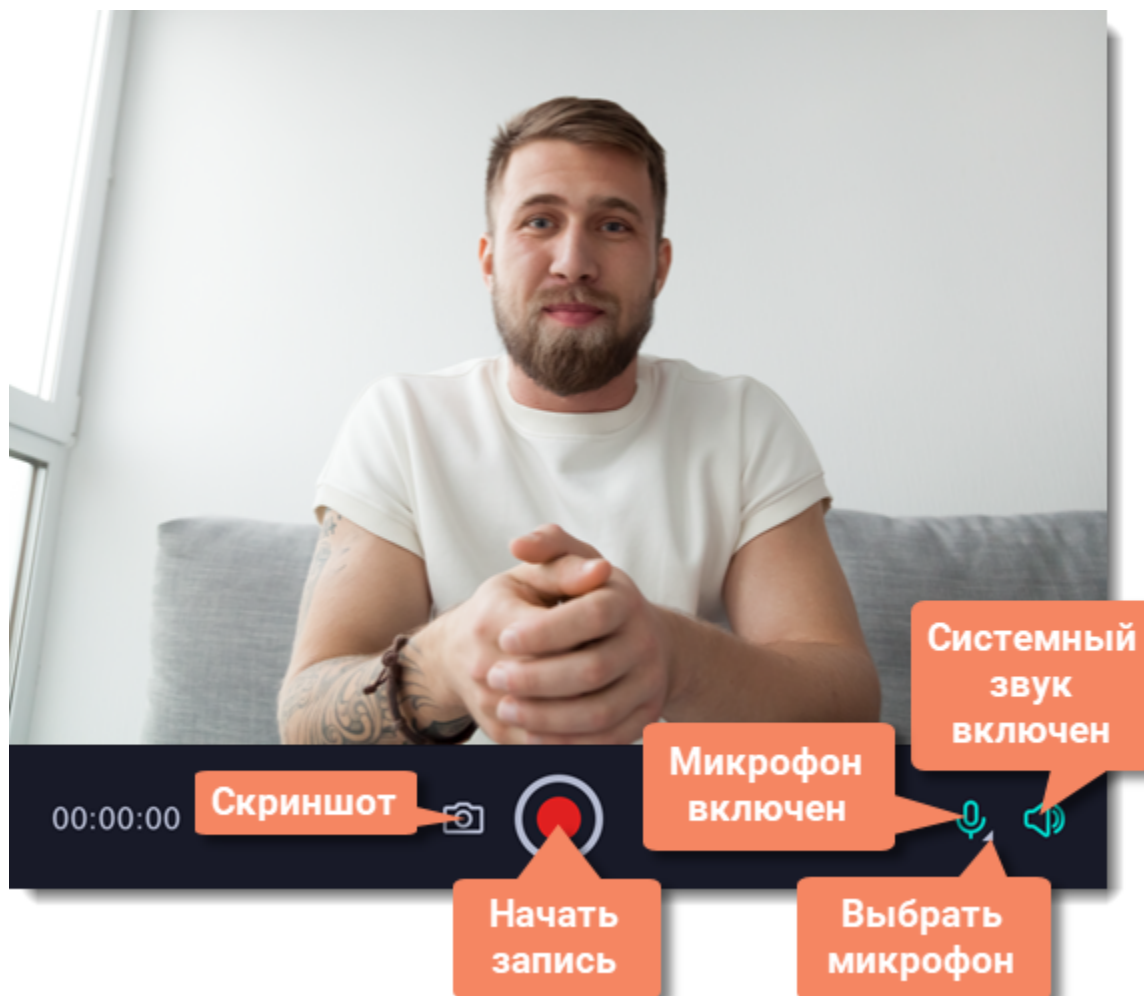 Системный
звук
включен
Микрофон
включен
00:00:00
Скриншот
Начать
запись
Выбрать
микрофон